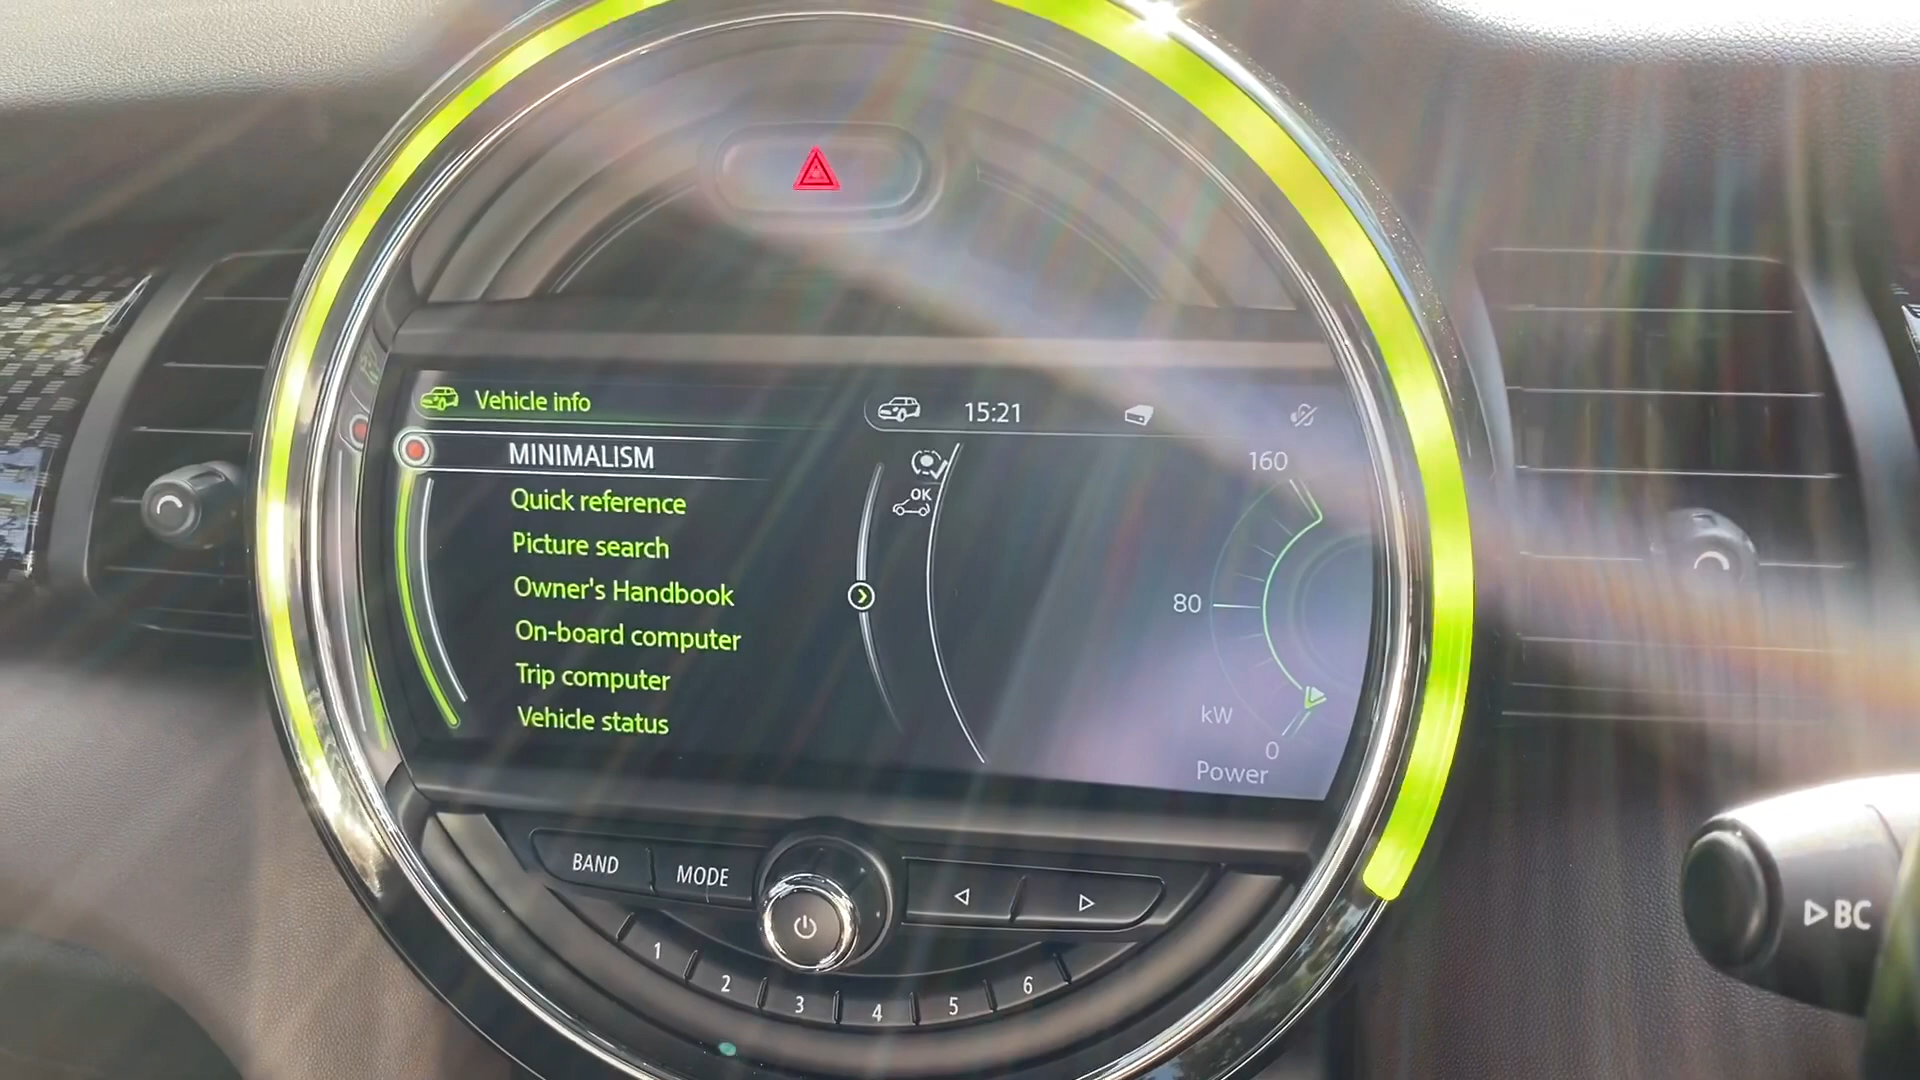 Vehicle info
15:21
MINIMALISM
Quick reference
Picture search
Owner's Handbook
On-board computer
Trip computer
Vehicle status
OK
160
80
kW
0
Power
BAND
MODE
1
2
3
4
5
6
BC